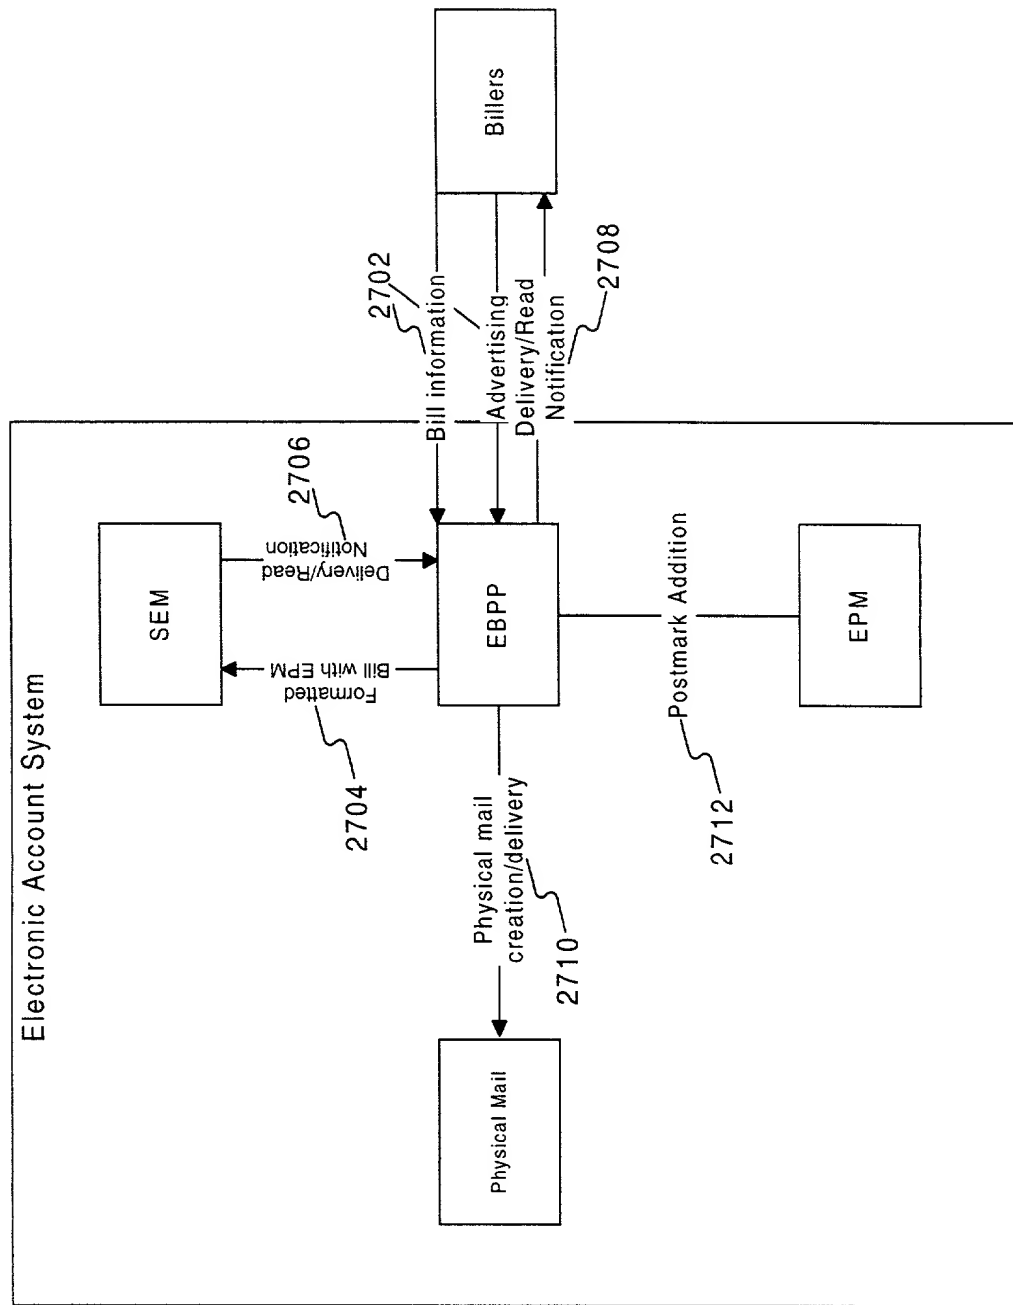 Electronic Account System
SEM
Formatted
Bill with EPM
2704
Delivery/Read
Notification
2706
EBPP
Bill information
2702
Advertising
Delivery/Read
Notification
2708
Billers
Physical mail
creation/delivery
2710
Physical Mail
Postmark Addition
2712
EPM